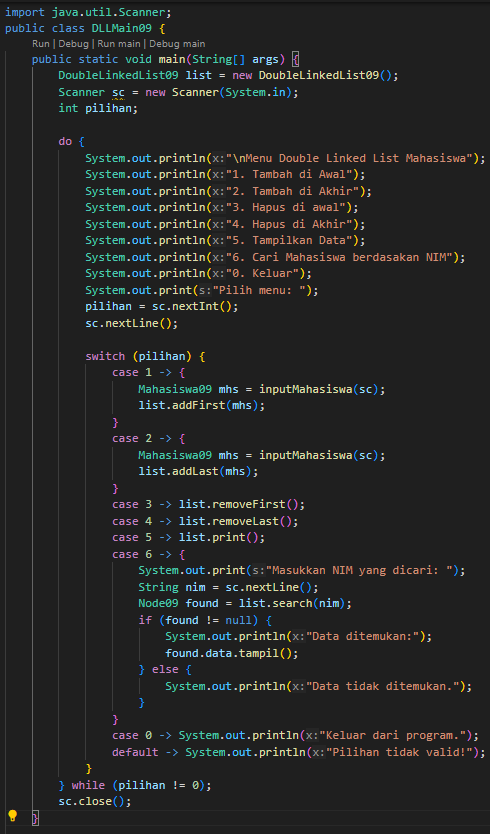 import java.util.Scanner;
public class DLLMain09 {
Run | Debug | Run main | Debug main
    public static void main(String[] args) {
        DoubleLinkedList09 list = new DoubleLinkedList09();
        Scanner sc = new Scanner(System.in);
        int pilihan;

        do {
            System.out.println(x:"\nMenu Double Linked List Mahasiswa");
            System.out.println(x:"1. Tambah di Awal");
            System.out.println(x:"2. Tambah di Akhir");
            System.out.println(x:"3. Hapus di awal");
            System.out.println(x:"4. Hapus di Akhir");
            System.out.println(x:"5. Tampilkan Data");
            System.out.println(x:"6. Cari Mahasiswa berdasakan NIM");
            System.out.println(x:"0. Keluar");
            System.out.print(s:"Pilih menu: ");
            pilihan = sc.nextInt();
            sc.nextLine();

            switch (pilihan) {
                case 1 -> {
                    Mahasiswa09 mhs = inputMahasiswa(sc);
                    list.addFirst(mhs);
                }
                case 2 -> {
                    Mahasiswa09 mhs = inputMahasiswa(sc);
                    list.addLast(mhs);
                }
                case 3 -> list.removeFirst();
                case 4 -> list.removeLast();
                case 5 -> list.print();
                case 6 -> {
                    System.out.print(s:"Masukkan NIM yang dicari: ");
                    String nim = sc.nextLine();
                    Node09 found = list.search(nim);
                    if (found != null) {
                        System.out.println(x:"Data ditemukan:");
                        found.data.tampil();
                    } else {
                        System.out.println(x:"Data tidak ditemukan.");
                    }
                }
                case 0 -> System.out.println(x:"Keluar dari program.");
                default -> System.out.println(x:"Pilihan tidak valid!");
            }
        } while (pilihan != 0);
        sc.close();
    }